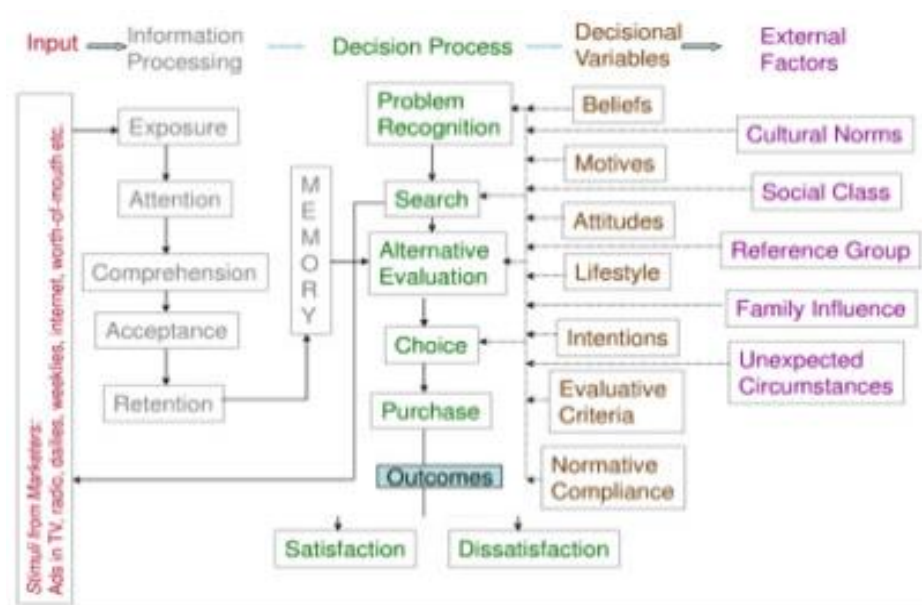 Input
Information
Processing
Decision Process
Decisional
Variables
External
Factors
Stimuli from Marketers:
Ads in TV, radio, dailies, weeklies, internet, worth-of-mouth etc.
Exposure
Attention
Comprehension
Acceptance
Retention
MEMORY
Problem
Recognition
Search
Alternative
Evaluation
Choice
Purchase
Outcomes
Satisfaction
Dissatisfaction
Beliefs
Motives
Attitudes
Lifestyle
Intentions
Evaluative
Criteria
Normative
Compliance
Cultural Norms
Social Class
Reference Group
Family Influence
Unexpected
Circumstances